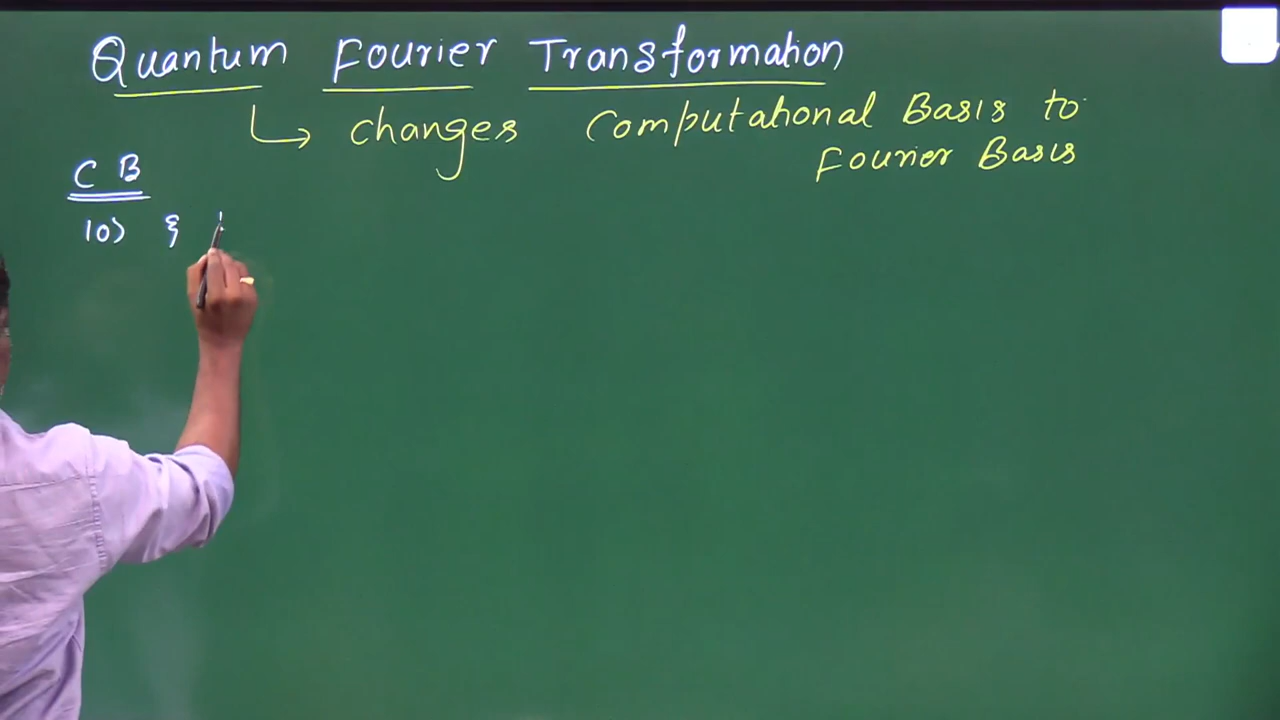 Quantum Fourier Transformation
↳ changes Computational Basis to
Fourier Basis
C B
|0⟩ &